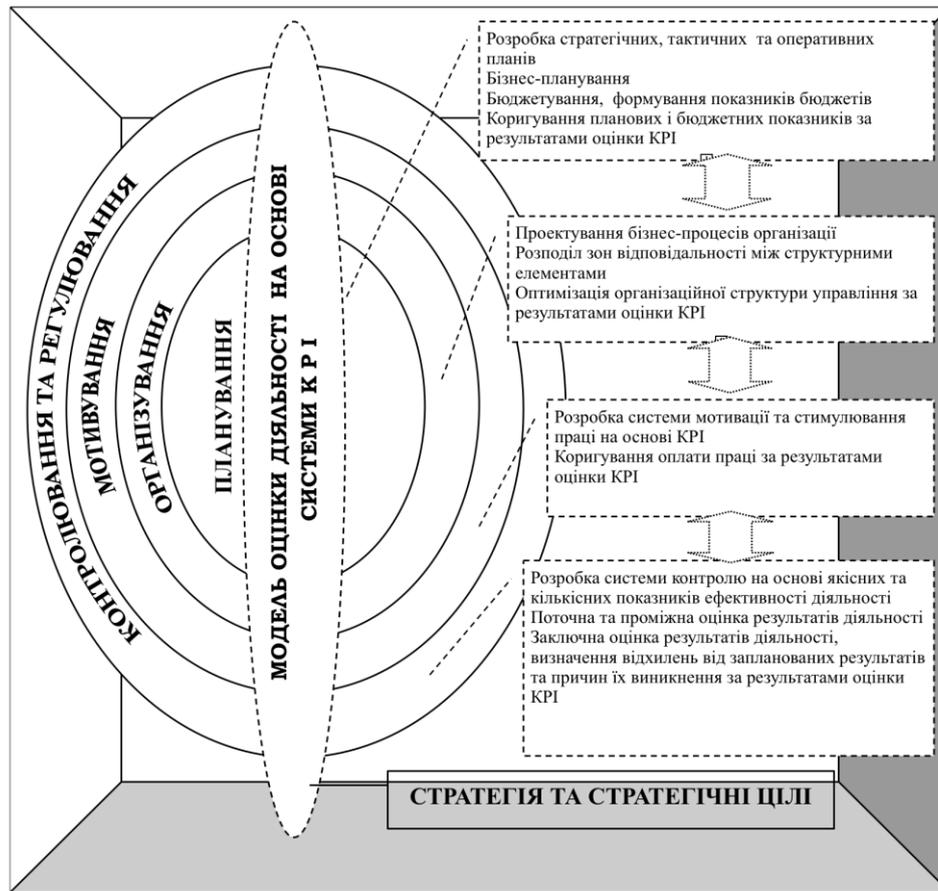 Розробка стратегічних, тактичних та оперативних
планів
Бізнес-планування
Бюджетування, формування показників бюджетів
Коригування планових і бюджетних показників за
результатами оцінки KPI
Проектування бізнес-процесів організації
Розподіл зон відповідальності між структурними
елементами
Оптимізація організаційної структури управління за
результатами оцінки KPI
Розробка системи мотивації та стимулювання
праці на основі KPI
Коригування оплати праці за результатами
оцінки KPI
Розробка системи контролю на основі якісних та
кількісних показників ефективності діяльності
Поточна та проміжна оцінка результатів діяльності
Заключна оцінка результатів діяльності,
визначення відхилень від запланованих результатів
та причин їх виникнення за результатами оцінки
KPI
КОНТРОЛЮВАННЯ ТА РЕГУЛЮВАННЯ
МОТИВУВАННЯ
ОРГАНІЗУВАННЯ
ПЛАНУВАННЯ
МОДЕЛЬ ОЦІНКИ ДІЯЛЬНОСТІ НА ОСНОВІ
СИСТЕМИ K P I
СТРАТЕГІЯ ТА СТРАТЕГІЧНІ ЦІЛІ